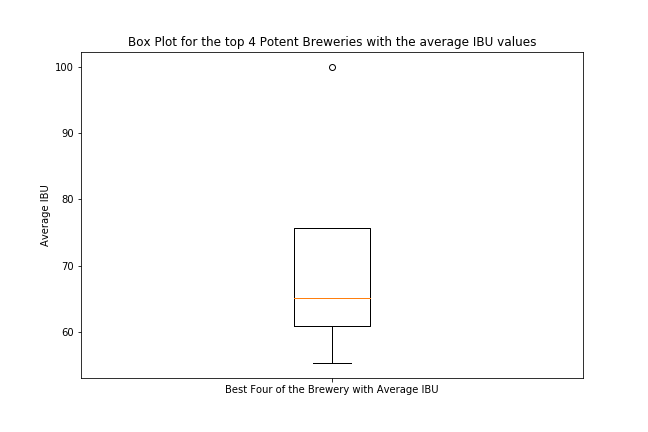 Box Plot for the top 4 Potent Breweries with the average IBU values
100
90
80
70
60
Average IBU
Best Four of the Brewery with Average IBU